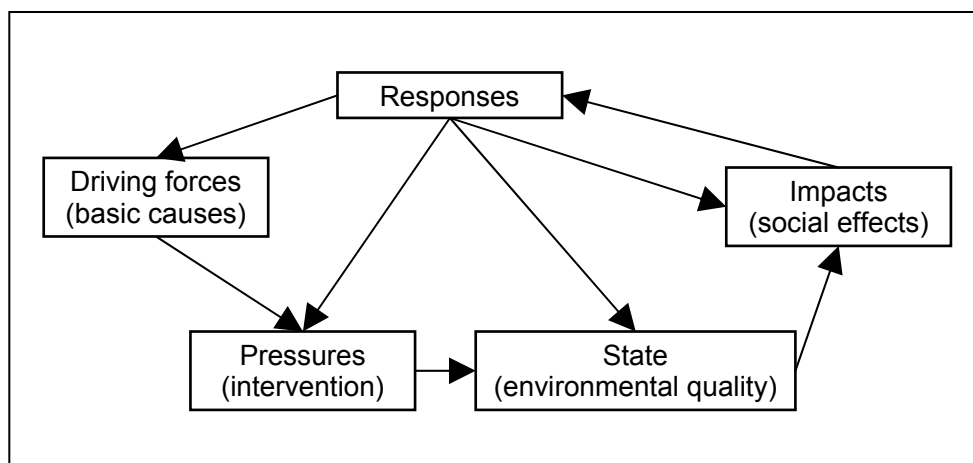 Responses
Driving forces
(basic causes)
Impacts
(social effects)
Pressures
(intervention)
State
(environmental quality)